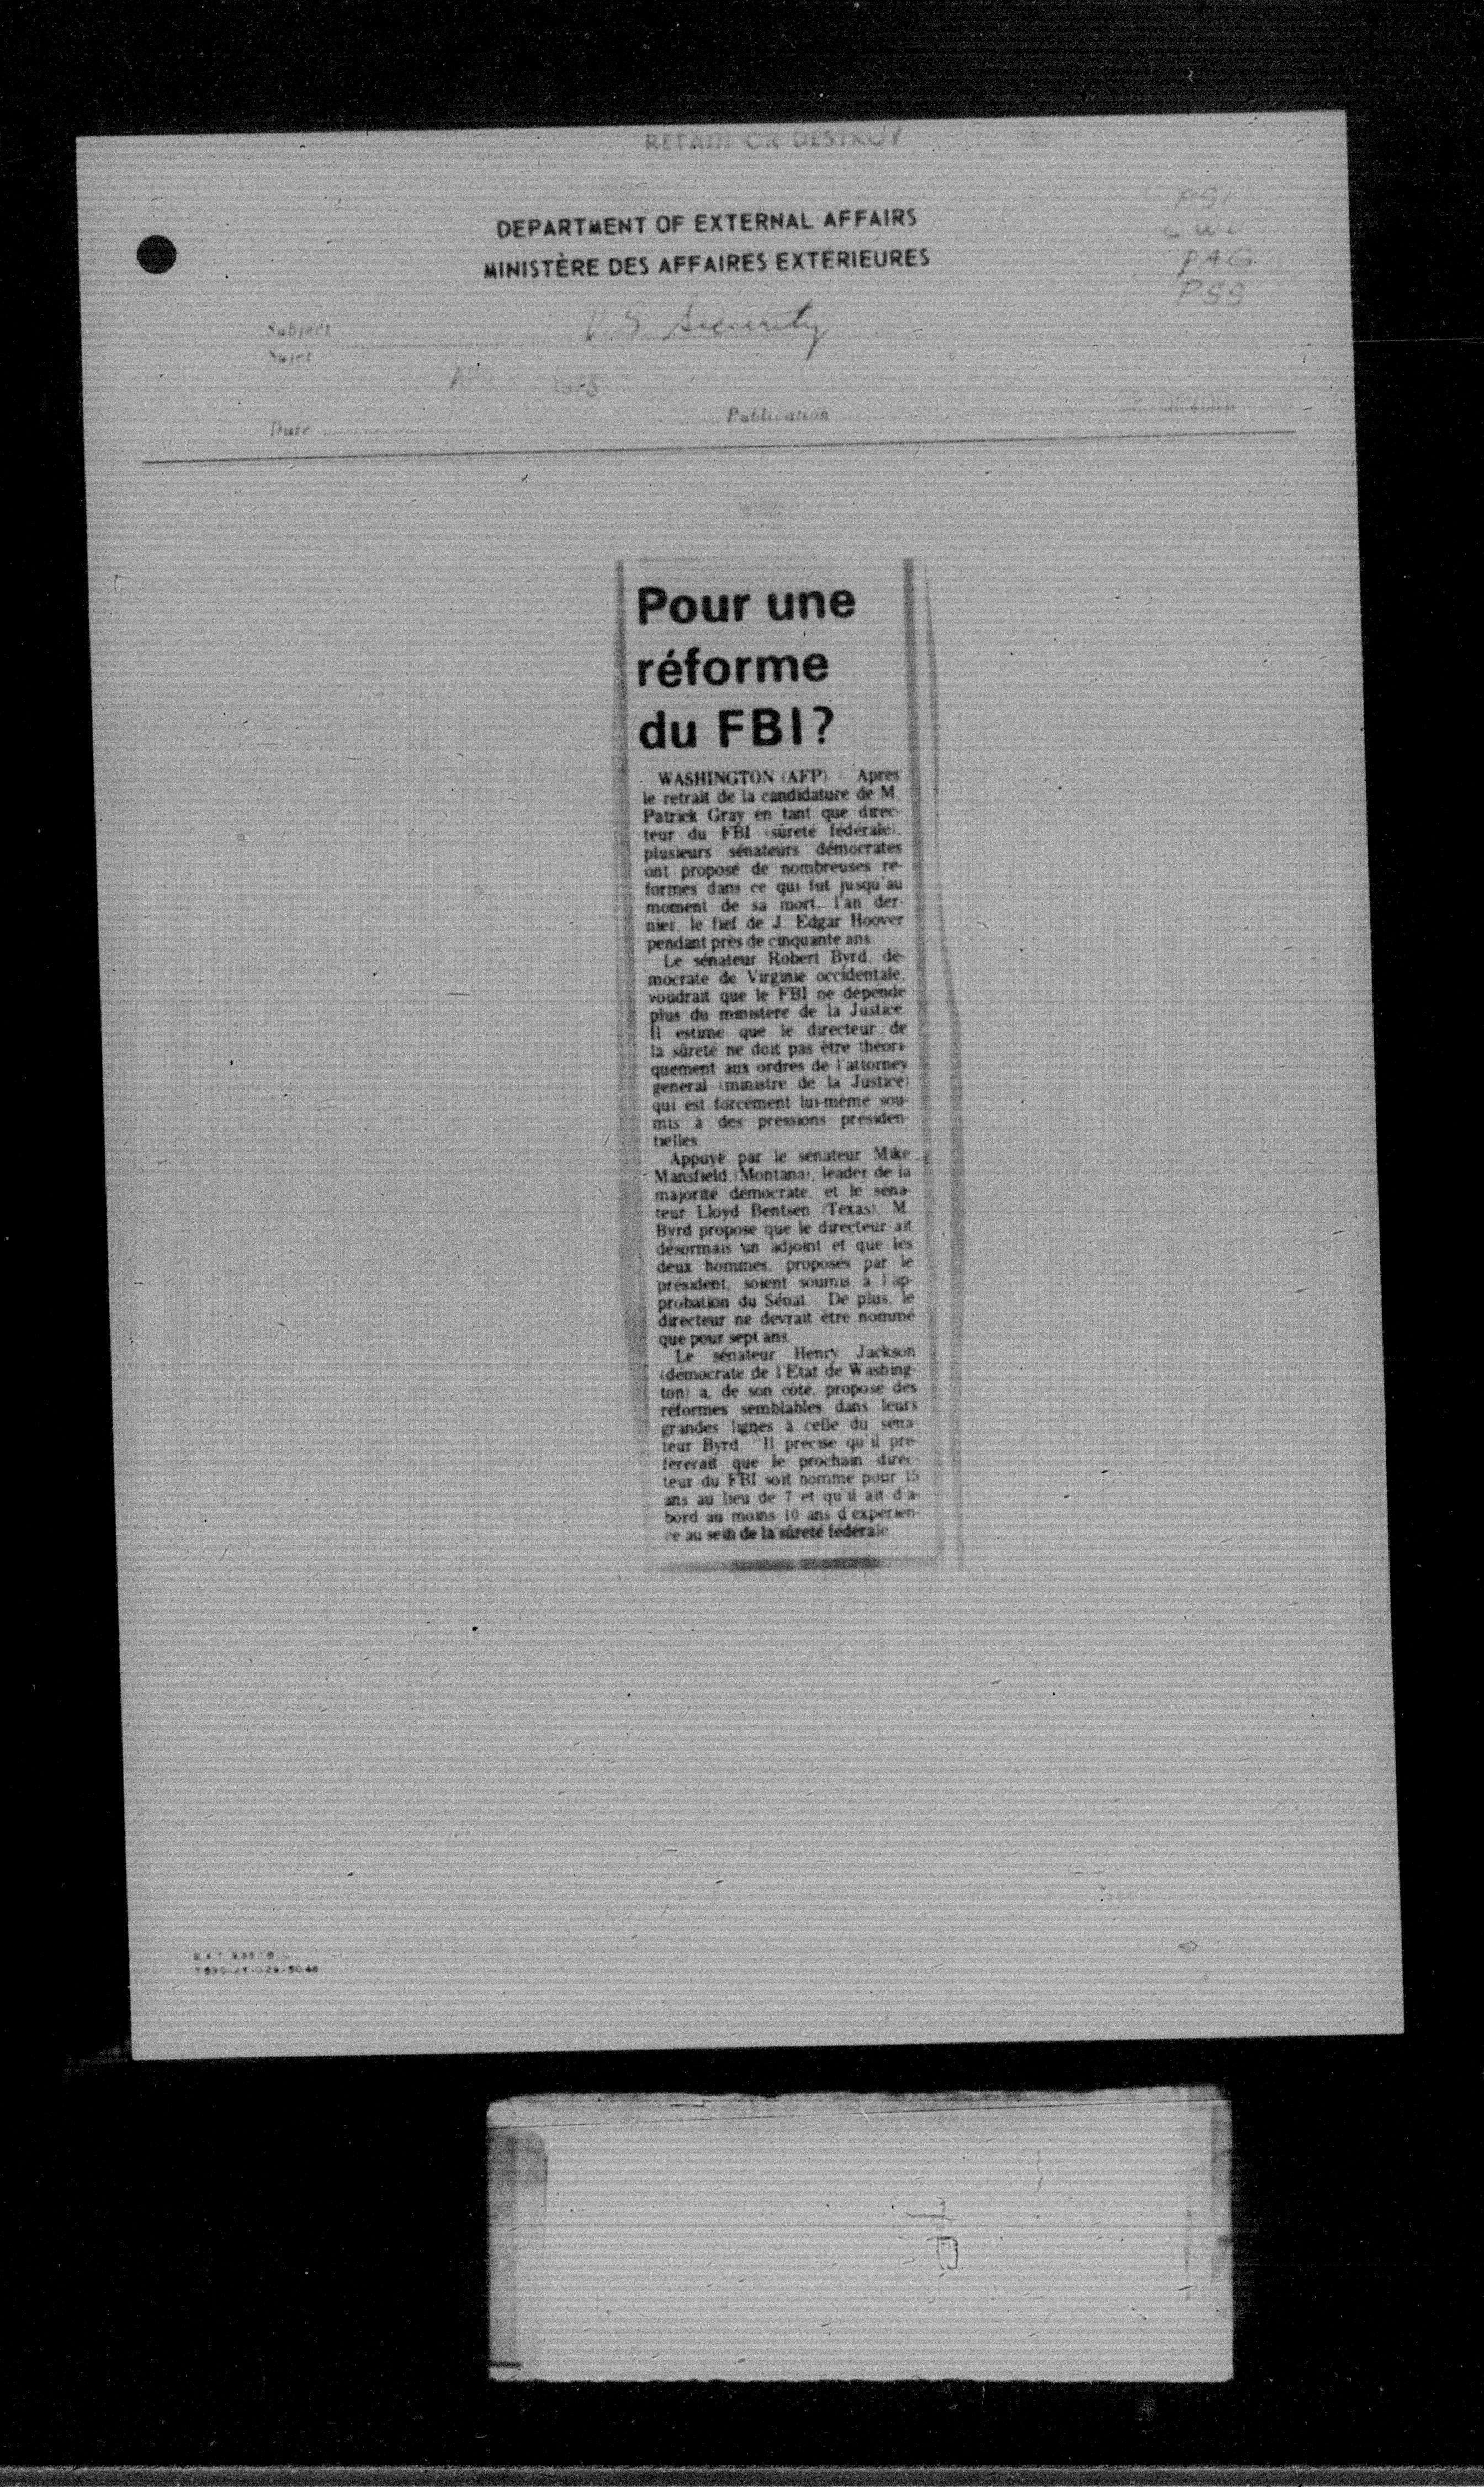 RETAIN OR DESTROY
DEPARTMENT OF EXTERNAL AFFAIRS
MINISTÈRE DES AFFAIRES EXTÉRIEURES
PSI
PAG
PSS
Subject
Sujet
U.S. Security
APR 1973
Date
Publication
LE DEVOIR
Pour une
réforme
du FBI?
WASHINGTON (AFP) – Après
le retrait de la candidature de M.
Patrick Gray en tant que direc-
teur du FBI (sûreté fédérale),
plusieurs sénateurs démocrates
ont proposé de nombreuses ré-
formes dans ce qui fut jusqu'au
moment de sa mort, l'an der-
nier, le fief de J. Edgar Hoover
pendant près de cinquante ans.
Le sénateur Robert Byrd, dé-
mocrate de Virginie occidentale,
voudrait que le FBI ne dépende
plus du ministère de la Justice.
Il estime que le directeur de
la sûreté ne doit pas être théori-
quement aux ordres de l'attorney
general (ministre de la Justice)
qui est forcément lui-même sou-
mis à des pressions présiden-
tielles.
Appuyé par le sénateur Mike
Mansfield (Montana), leader de la
majorité démocrate, et le séna-
teur Lloyd Bentsen (Texas), M.
Byrd propose que le directeur ait
désormais un adjoint et que les
deux hommes, proposés par le
président, soient soumis à l'ap-
probation du Sénat. De plus, le
directeur ne devrait être nommé
que pour sept ans.
Le sénateur Henry Jackson
(démocrate de l'Etat de Washing-
ton) a, de son côté, proposé des
réformes semblables dans leurs
grandes lignes à celle du séna-
teur Byrd. Il précise qu'il pré-
fèrerait que le prochain direc-
teur du FBI soit nommé pour 15
ans au lieu de 7 et qu'il ait d'a-
bord au moins 10 ans d'expérien-
ce au sein de la sûreté fédérale.
7530-21-029-5048